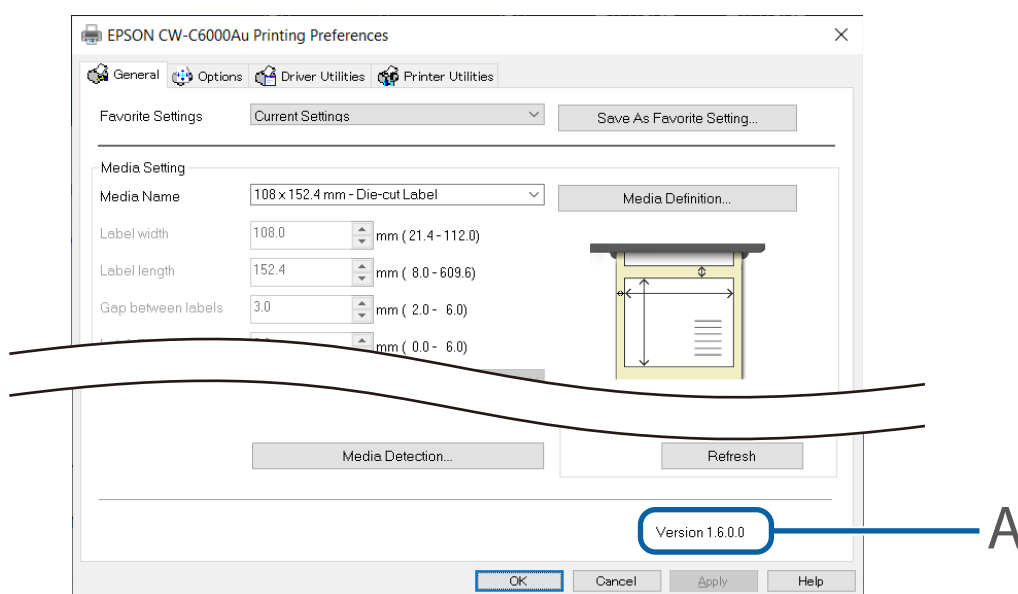 EPSON CW-C6000Au Printing Preferences
General Options Driver Utilities Printer Utilities
Favorite Settings Current Settings Save As Favorite Setting...
Media Setting
Media Name 108 x 152.4 mm - Die-cut Label Media Definition...
Label width 108.0 mm ( 21.4 - 112.0)
Label length 152.4 mm ( 8.0 - 609.6)
Gap between labels 3.0 mm ( 2.0 - 6.0)
mm ( 0.0 - 6.0)
Media Detection... Refresh
Version 1.6.0.0 A
OK Cancel Apply Help